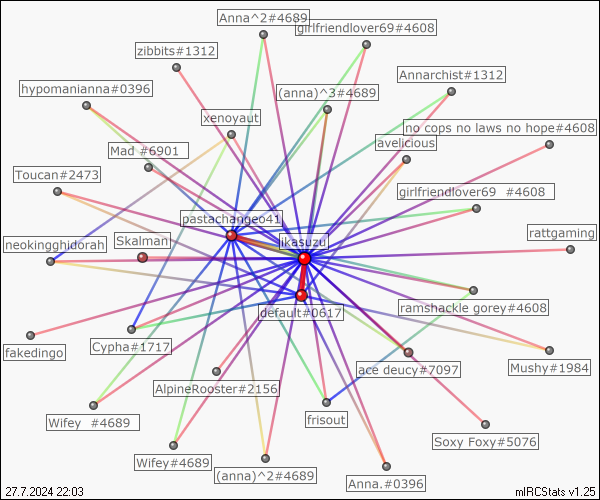 Anna^2#4689
girlfriendlover69#4608
zibbits#1312
Annarchist#1312
hypomanianna#0396
(anna)^3#4689
xenoyaut
no cops no laws no hope#4608
avelicious
Mad #6901
Toucan#2473
girlfriendlover69 #4608
pastachangeo41
rattgaming
Skalman
jikasuzu
neokingghidorah
ramshackle gorey#4608
default#0617
Cypha#1717
fakedingo
ace deucy#7097
Mushy#1984
AlpineRooster#2156
frisout
Wifey #4689
Soxy Foxy#5076
Wifey#4689
(anna)^2#4689
Anna.#0396
27.7.2024 22:03
mIRCStats v1.25